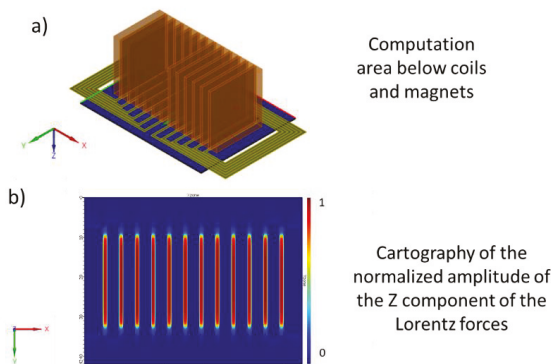 a)
Computation
area below coils
and magnets
Y
X
Z
b)
1
0
X
Y
Cartography of the
normalized amplitude of
the Z component of the
Lorentz forces